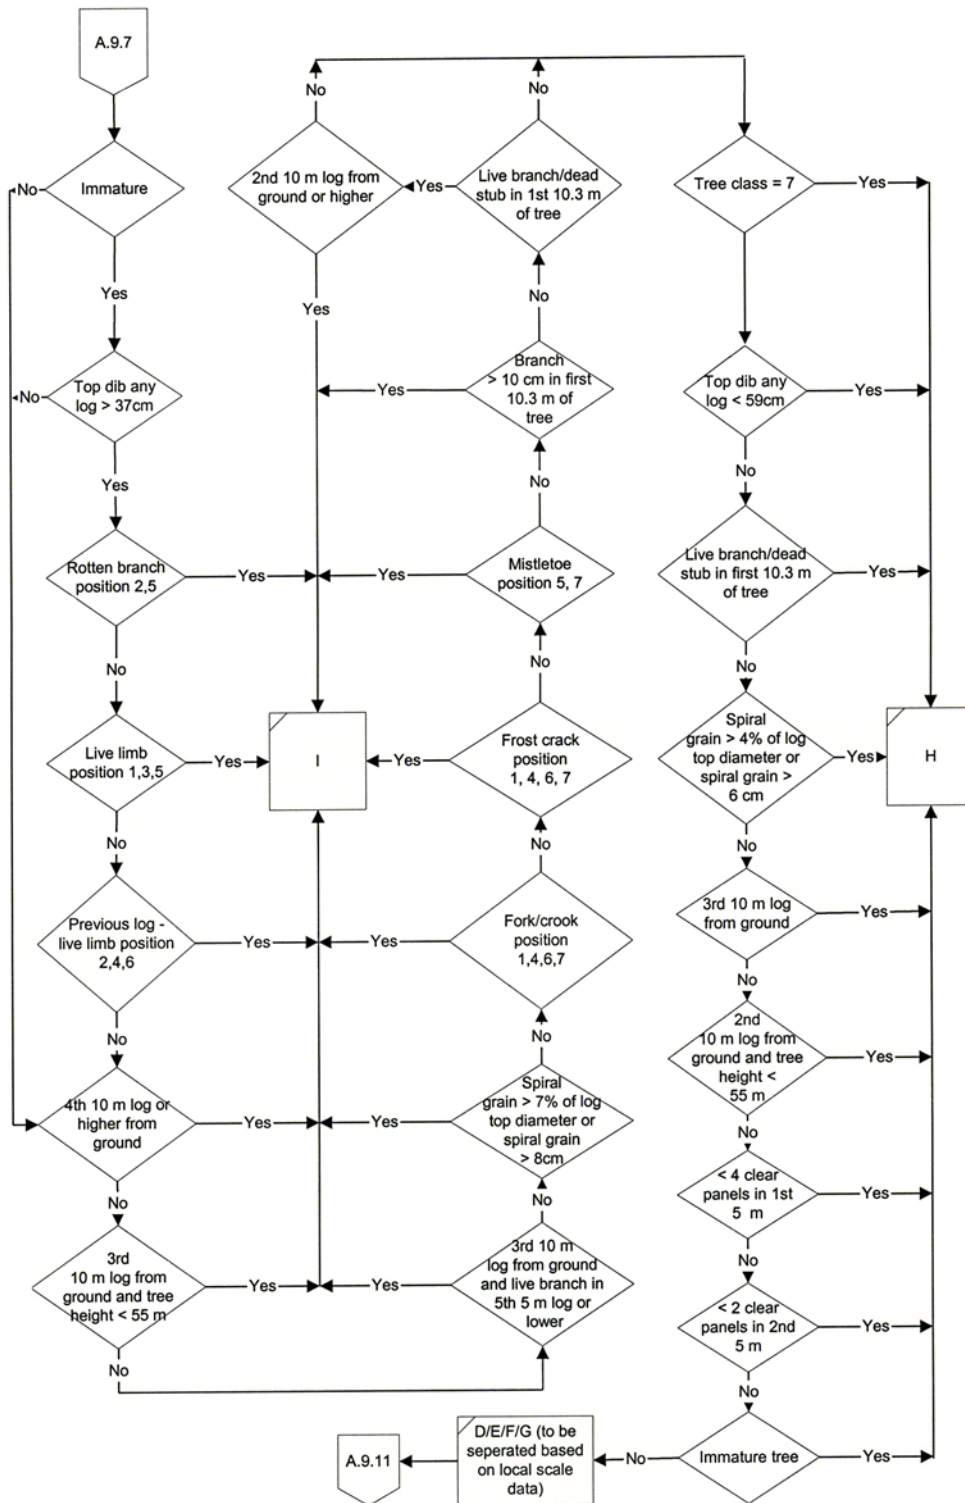 A.9.7
Immature
No
Yes
Top dib any
log > 37cm
No
Yes
Rotten branch
position 2,5
Yes
No
Live limb
position 1,3,5
Yes
No
Previous log -
live limb position
2,4,6
Yes
No
4th 10 m log or
higher from
ground
Yes
No
3rd
10 m log from
ground and tree
height < 55 m
Yes
No
3rd 10 m
log from ground
and live branch in
5th 5 m log or
lower
Yes
No
Spiral
grain > 7% of log
top diameter or
spiral grain
> 8cm
Yes
No
Fork/crook
position
1,4,6,7
Yes
No
Frost crack
position
1, 4, 6, 7
Yes
No
Mistletoe
position 5, 7
Yes
No
Branch
> 10 cm in first
10.3 m of
tree
Yes
No
Live branch/dead
stub in 1st 10.3 m
of tree
Yes
No
2nd 10 m log from
ground or higher
No
Yes
I
Tree class = 7
Yes
Top dib any
log < 59cm
Yes
No
Live branch/dead
stub in first 10.3 m
of tree
Yes
No
Spiral
grain > 4% of log
top diameter or
spiral grain >
6 cm
Yes
No
H
3rd 10 m log
from ground
Yes
No
2nd
10 m log from
ground and tree
height <
55 m
Yes
No
< 4 clear
panels in 1st
5 m
Yes
No
< 2 clear
panels in 2nd
5 m
Yes
No
Immature tree
Yes
No
D/E/F/G (to be
seperated based
on local scale
data)
A.9.11